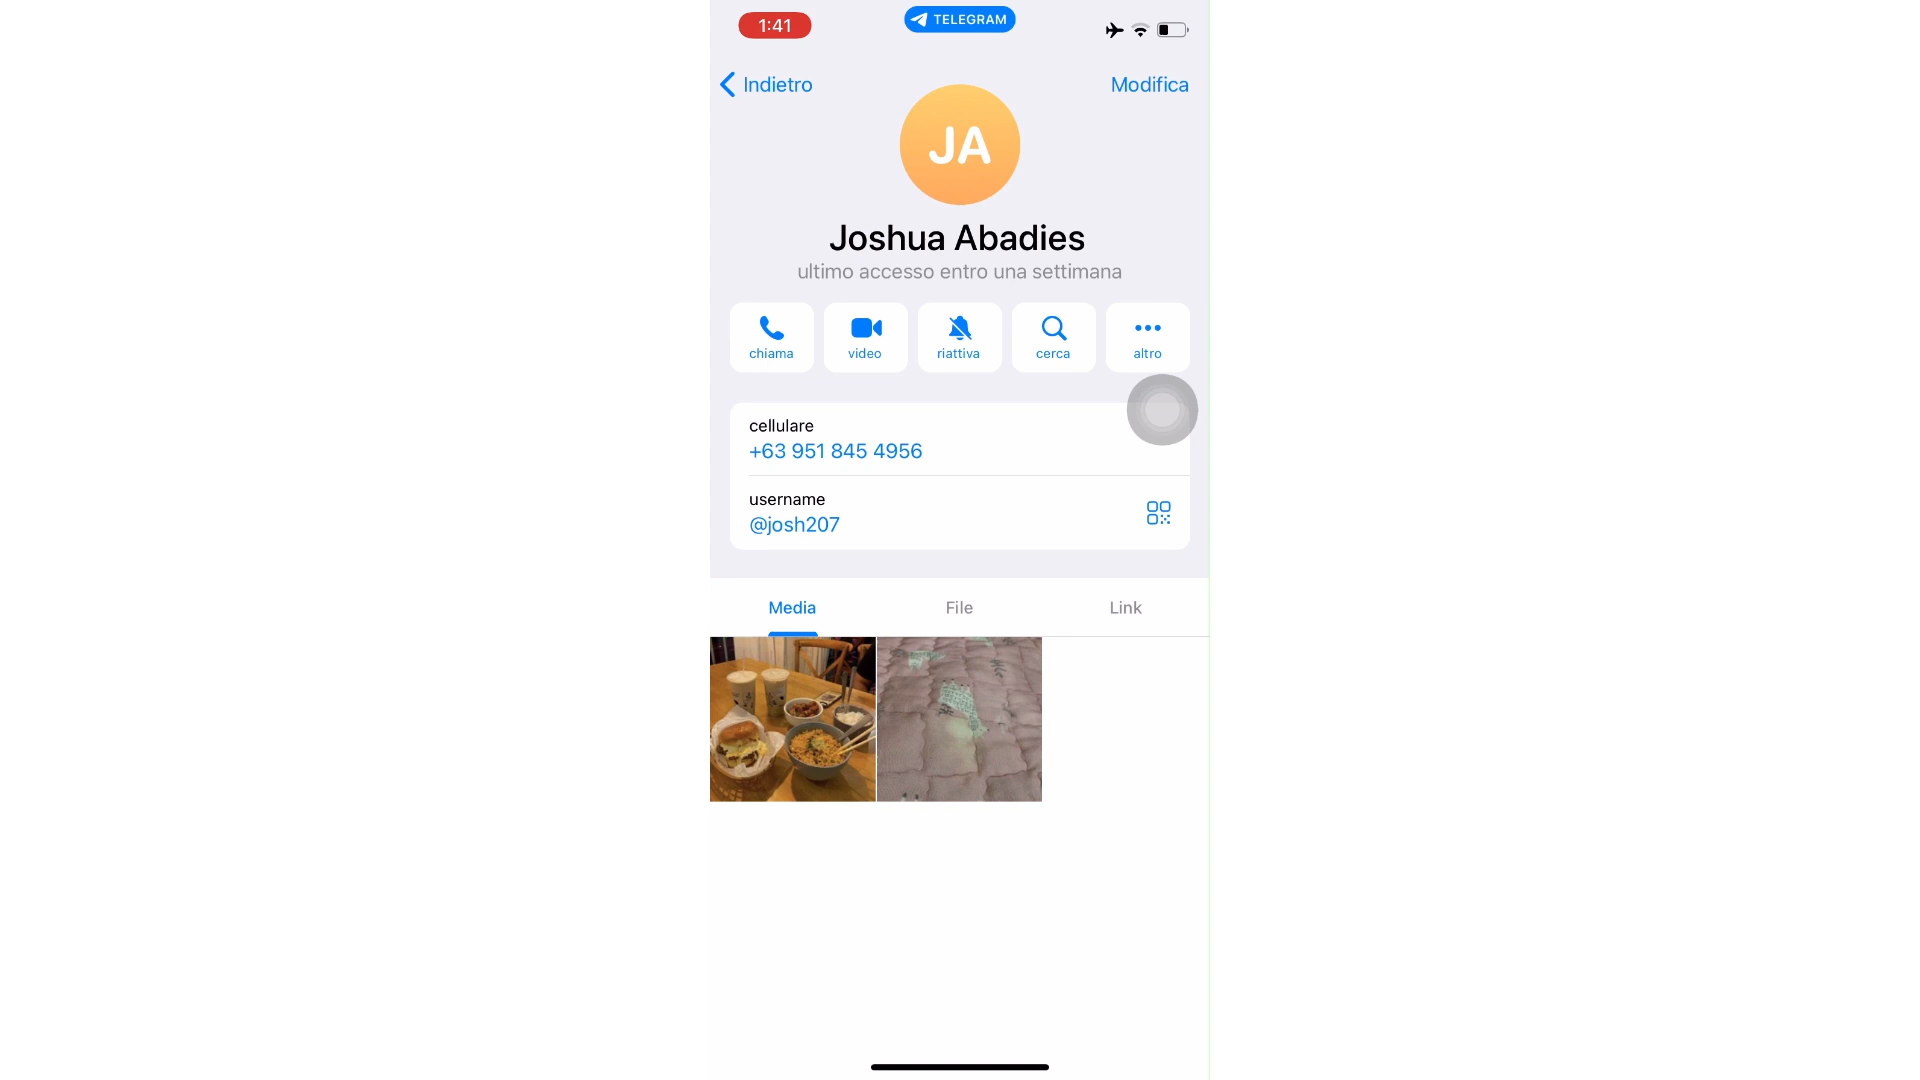 1:41
TELEGRAM
Indietro
Modifica
JA
Joshua Abadies
ultimo accesso entro una settimana
chiama
video
riattiva
cerca
altro
cellulare
+63 951 845 4956
username
@josh207
Media
File
Link